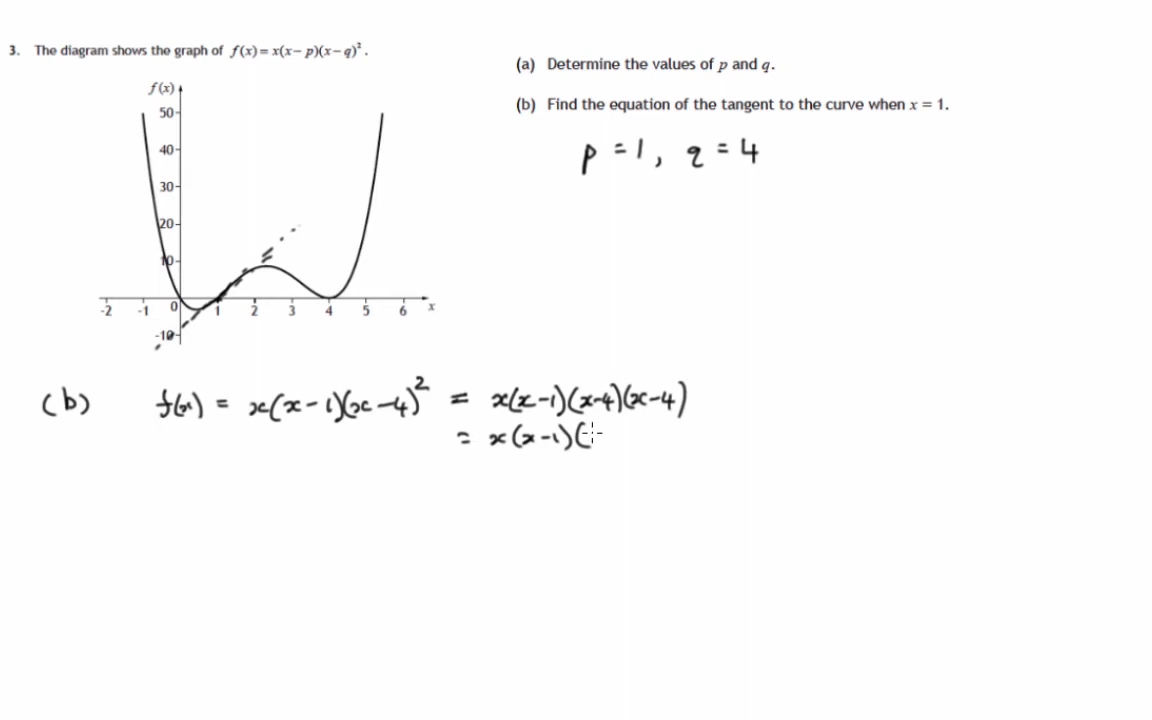 3. The diagram shows the graph of f(x) = x(x − p)(x − q)².
(a) Determine the values of p and q.
(b) Find the equation of the tangent to the curve when x = 1.
p = 1, q = 4
f(x)
50
40
30
20
10
-2 -1 0 1 2 3 4 5 6 x
-10
(b) f(x) = x(x − 1)(x − 4)² = x(x−1)(x−4)(x−4)
= x(x−1)(